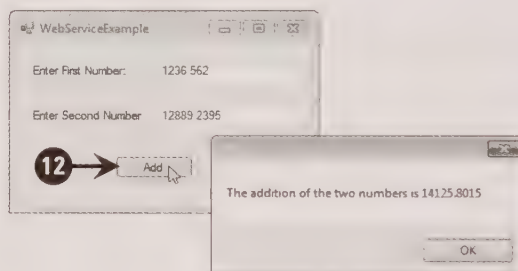 WebServiceExample
Enter First Number: 1236 562
Enter Second Number 12889 2395
12
Add
The addition of the two numbers is 14125.8015
OK